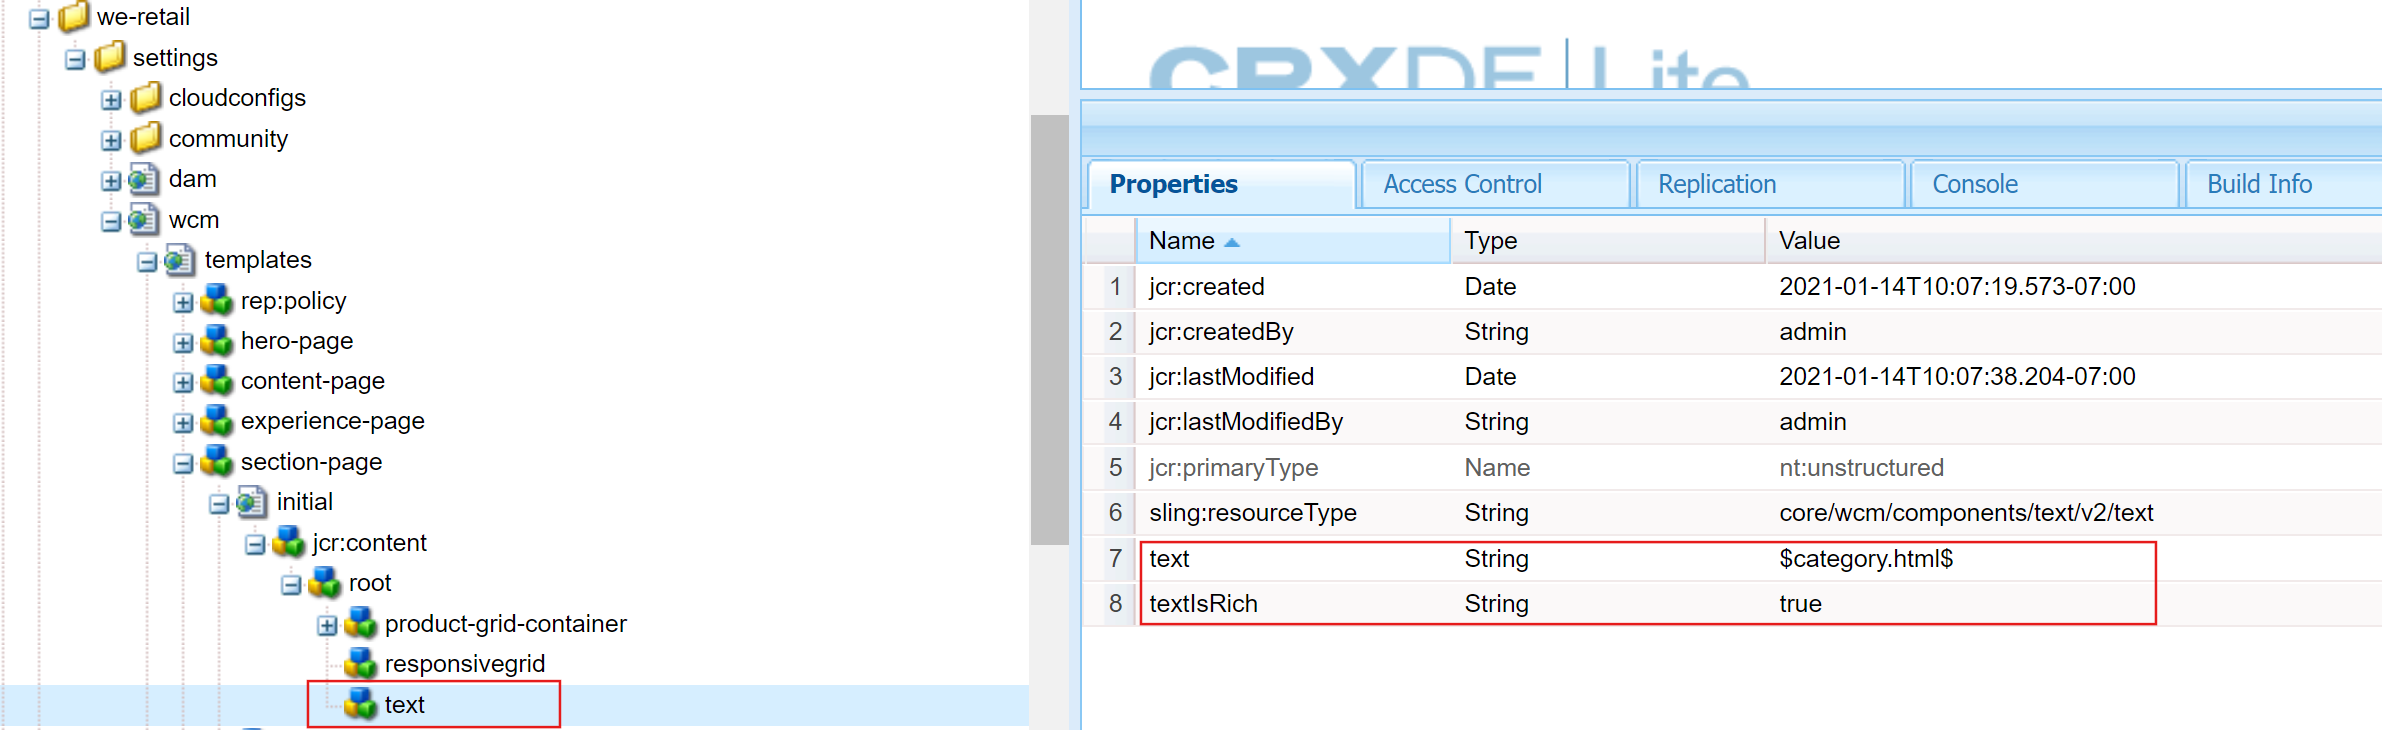 we-retail
settings
cloudconfigs
community
dam
wcm
templates
rep:policy
hero-page
content-page
experience-page
section-page
initial
jcr:content
root
product-grid-container
responsivegrid
text
CRXDE | Lite
Properties Access Control Replication Console Build Info
Name Type Value
1 jcr:created Date 2021-01-14T10:07:19.573-07:00
2 jcr:createdBy String admin
3 jcr:lastModified Date 2021-01-14T10:07:38.204-07:00
4 jcr:lastModifiedBy String admin
5 jcr:primaryType Name nt:unstructured
6 sling:resourceType String core/wcm/components/text/v2/text
7 text String $category.html$
8 textIsRich String true